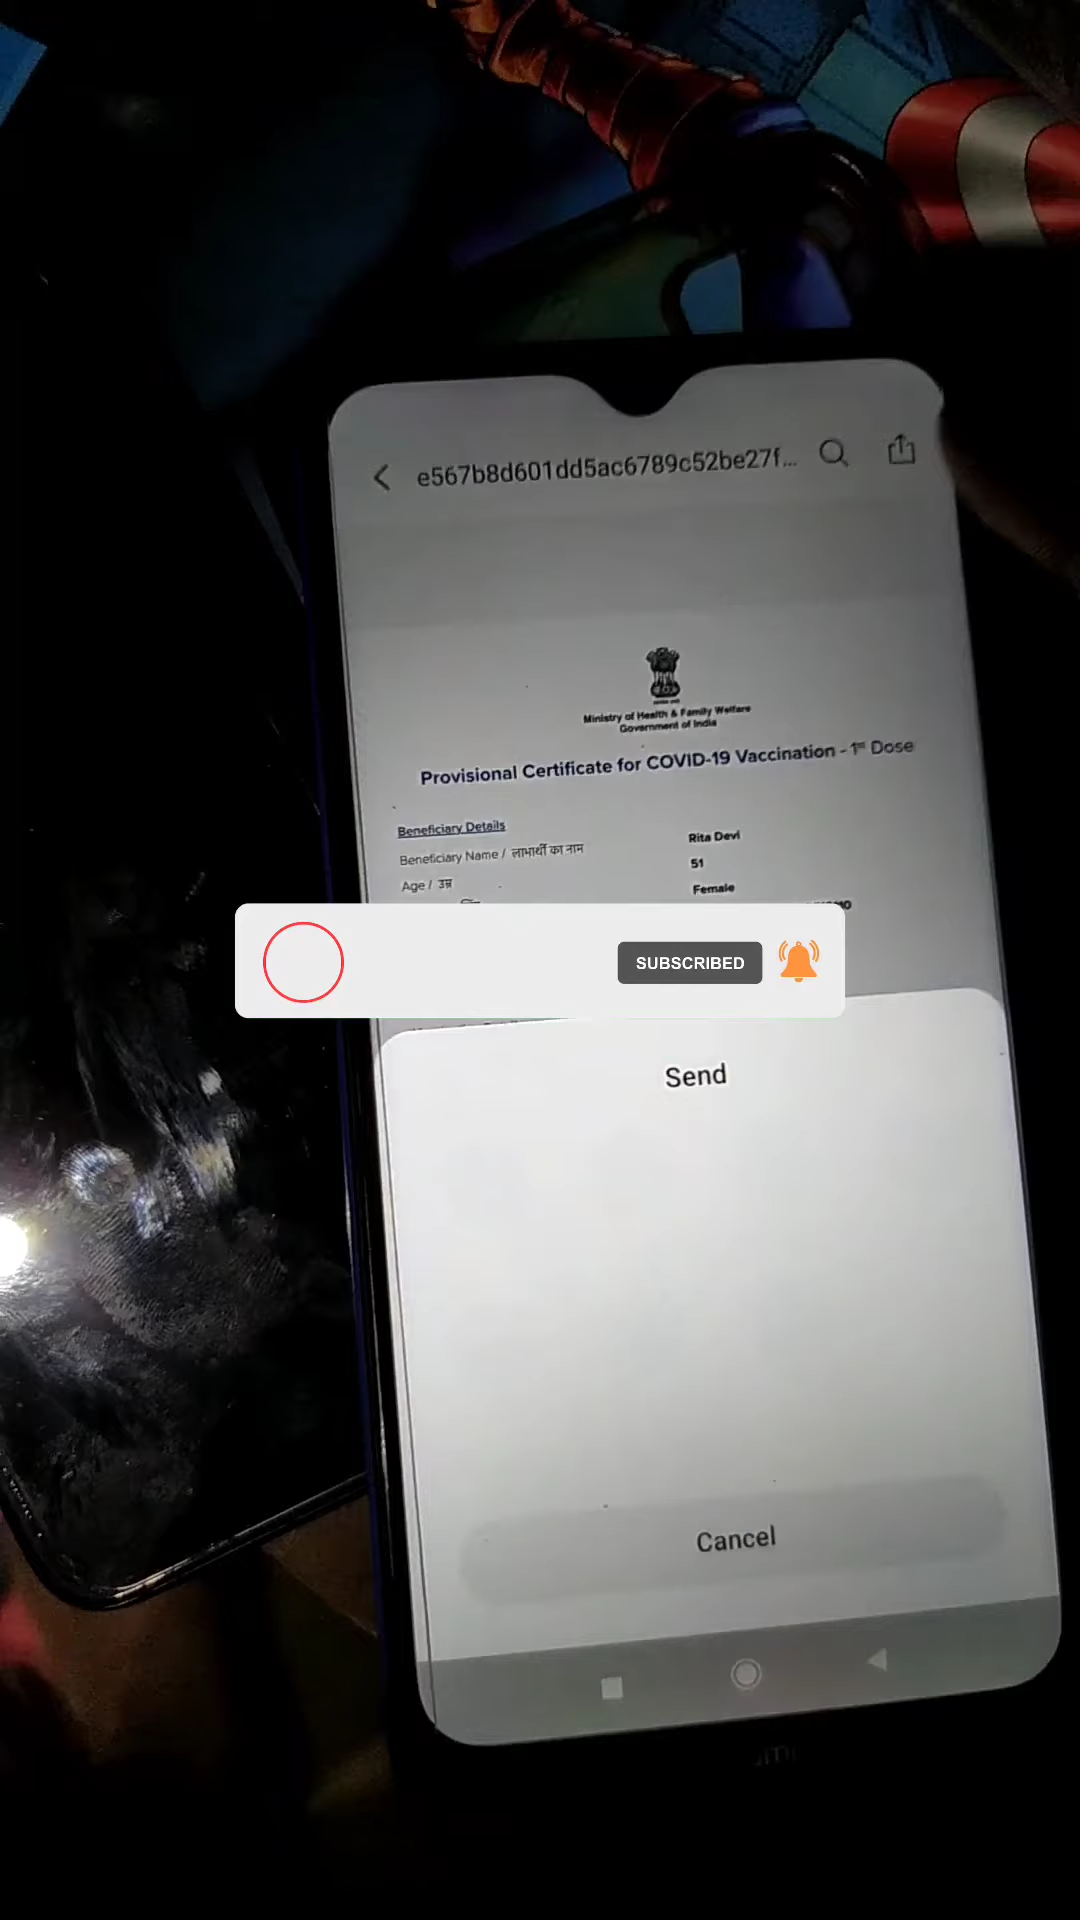 e567b8d601dd5ac6789c52be27f...
Ministry of Health & Family Welfare
Government of India
Provisional Certificate for COVID-19 Vaccination - 1st Dose
Beneficiary Details
Beneficiary Name / लाभार्थी का नाम Rita Devi
Age / उम्र 51
Female
SUBSCRIBED
Send
Cancel